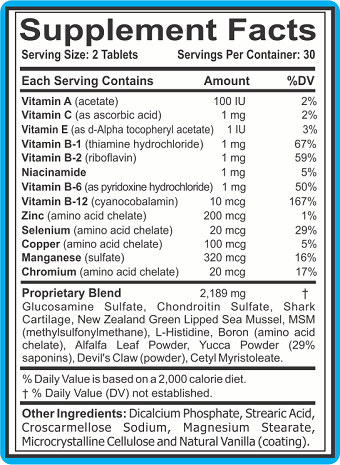 Supplement Facts
Serving Size: 2 Tablets Servings Per Container: 30
Each Serving Contains Amount %DV
Vitamin A (acetate) 100 IU 2%
Vitamin C (as ascorbic acid) 1 mg 2%
Vitamin E (as d-Alpha tocopheryl acetate) 1 IU 3%
Vitamin B-1 (thiamine hydrochloride) 1 mg 67%
Vitamin B-2 (riboflavin) 1 mg 59%
Niacinamide 1 mg 5%
Vitamin B-6 (as pyridoxine hydrochloride) 1 mg 50%
Vitamin B-12 (cyanocobalamin) 10 mcg 167%
Zinc (amino acid chelate) 200 mcg 1%
Selenium (amino acid chelate) 20 mcg 29%
Copper (amino acid chelate) 100 mcg 5%
Manganese (sulfate) 320 mcg 16%
Chromium (amino acid chelate) 20 mcg 17%
Proprietary Blend 2,189 mg †
Glucosamine Sulfate, Chondroitin Sulfate, Shark
Cartilage, New Zealand Green Lipped Sea Mussel, MSM
(methylsulfonylmethane), L-Histidine, Boron (amino acid
chelate), Alfalfa Leaf Powder, Yucca Powder (29%
saponins), Devil's Claw (powder), Cetyl Myristoleate.
% Daily Value is based on a 2,000 calorie diet.
† % Daily Value (DV) not established.
Other Ingredients: Dicalcium Phosphate, Strearic Acid,
Croscarmellose Sodium, Magnesium Stearate,
Microcrystalline Cellulose and Natural Vanilla (coating).